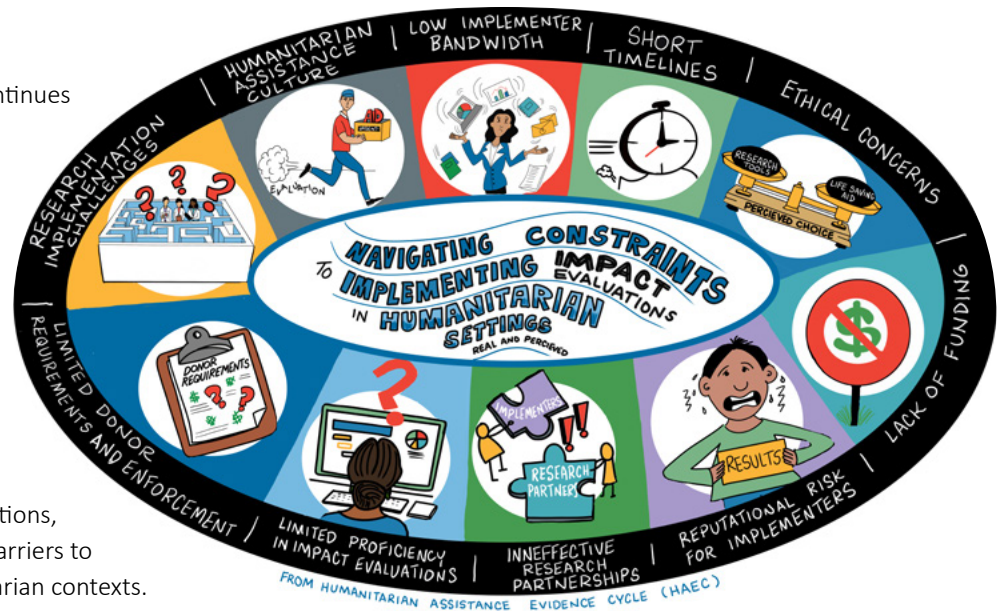 ntinues
tions,
arriers to
arian contexts.
RESEARCH
IMPLEMENTATION
CHALLENGES
HUMANITARIAN
ASSISTANCE
CULTURE
LOW IMPLEMENTER
BANDWIDTH
SHORT
TIMELINES
ETHICAL CONCERNS
LACK OF FUNDING
REPUTATIONAL RISK
FOR IMPLEMENTERS
INNEFFECTIVE
RESEARCH
PARTNERSHIPS
LIMITED PROFICIENCY
IN IMPACT EVALUATIONS
LIMITED DONOR
REQUIREMENTS AND ENFORCEMENT
???
AID
EVALUATION
RESEARCH
TOOLS
LIFE SAVING
AID
PERCIEVED CHOICE
$
RESULTS
IMPLEMENTERS
!!
RESEARCH
PARTNERS
?
DONOR
REQUIREMENTS
NAVIGATING CONSTRAINTS
TO IMPLEMENTING IMPACT
EVALUATIONS
IN HUMANITARIAN
SETTINGS
REAL AND PERCIEVED
FROM HUMANITARIAN ASSISTANCE EVIDENCE CYCLE (HAEC)